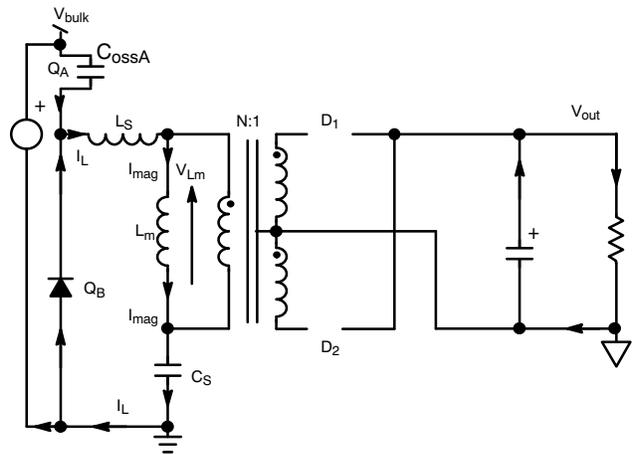 Vbulk
CossA
QA
+
LS
N:1
D1
Vout
IL
Imag
VLm
Lm
+
QB
Imag
D2
CS
IL